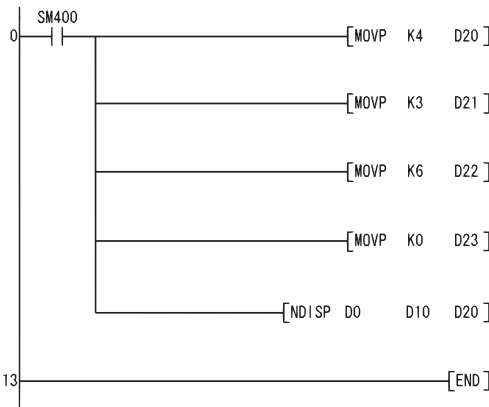 SM400
0 [MOVP K4 D20]
[MOVP K3 D21]
[MOVP K6 D22]
[MOVP K0 D23]
[NDISP D0 D10 D20]
13 [END]